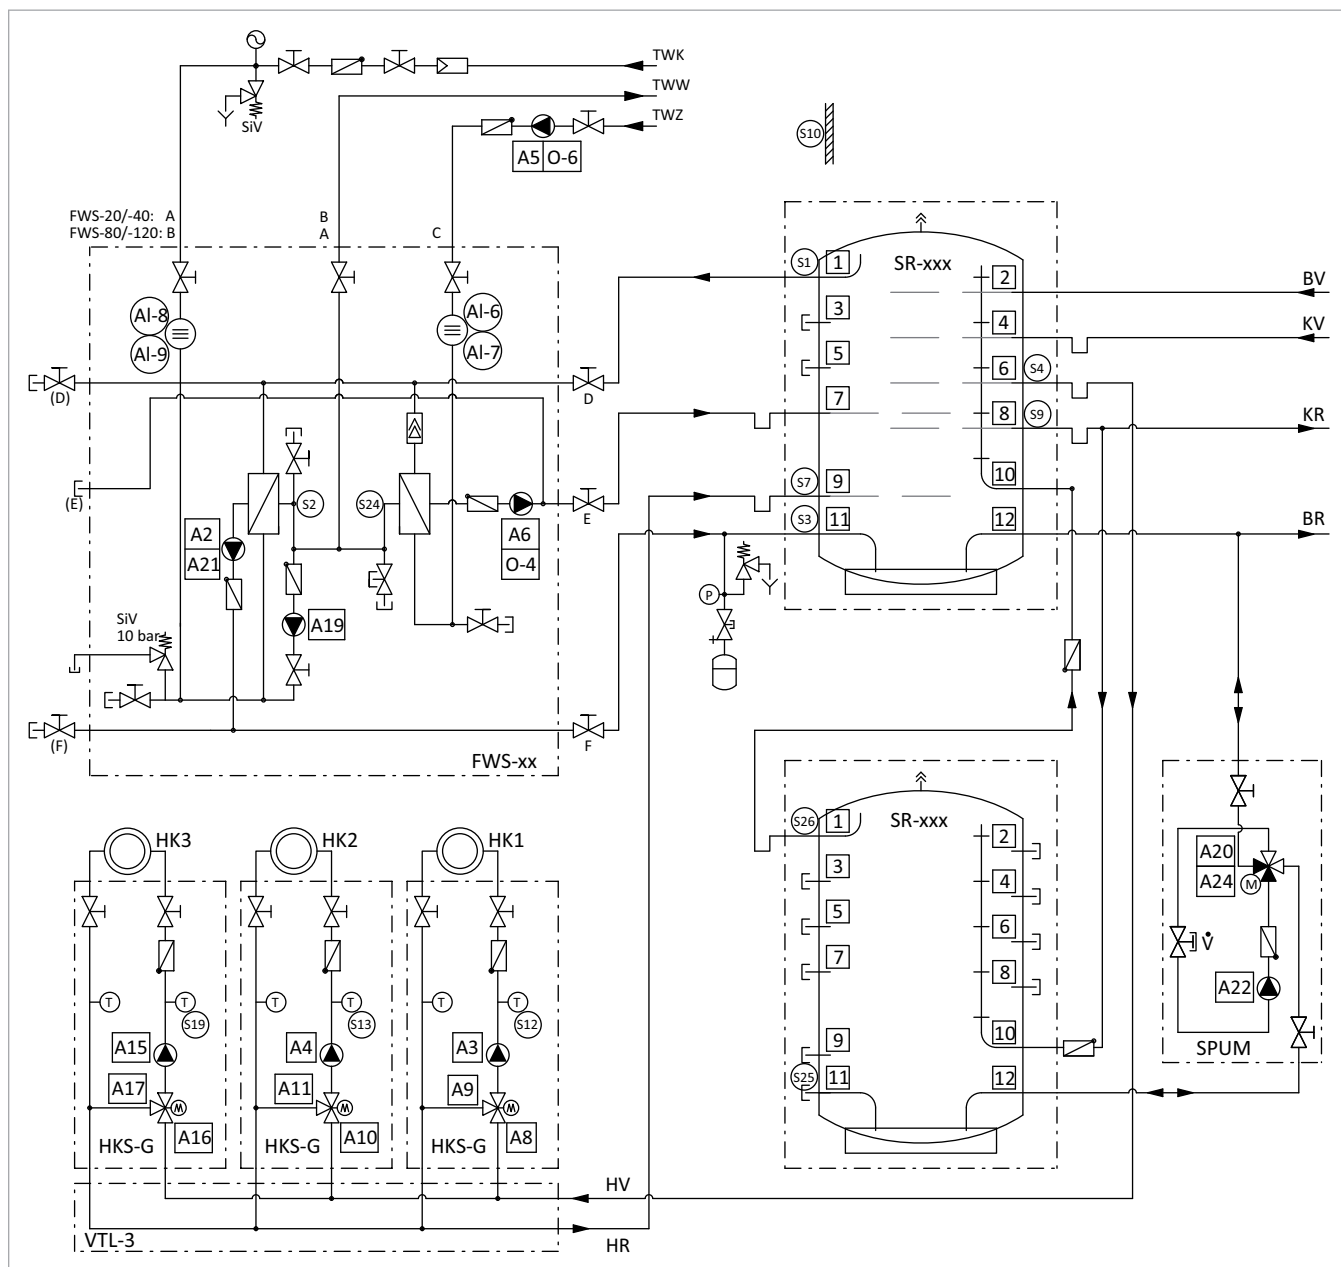 TWK
TWW
SiV
TWZ
A5 O-6
S10
FWS-20/-40: A
FWS-80/-120: B
B
A
C
S1
1
SR-xxx
2
BV
3
4
KV
5
6
S4
7
8
S9
KR
S7
9
10
S3
11
12
BR
AI-8
AI-9
AI-6
AI-7
(D)
D
(E)
S2
S24
E
A2
A21
A6
O-4
A19
SiV
10 bar
P
(F)
F
FWS-xx
S26
1
SR-xxx
2
3
4
5
6
7
8
9
10
S25
11
12
A20
A24
M
V̇
A22
SPUM
HK3
HK2
HK1
T
T
S19
T
T
S13
T
T
S12
A15
A4
A3
A17
A11
A9
M
M
M
A16
A10
A8
HKS-G
HKS-G
HKS-G
HV
VTL-3
HR